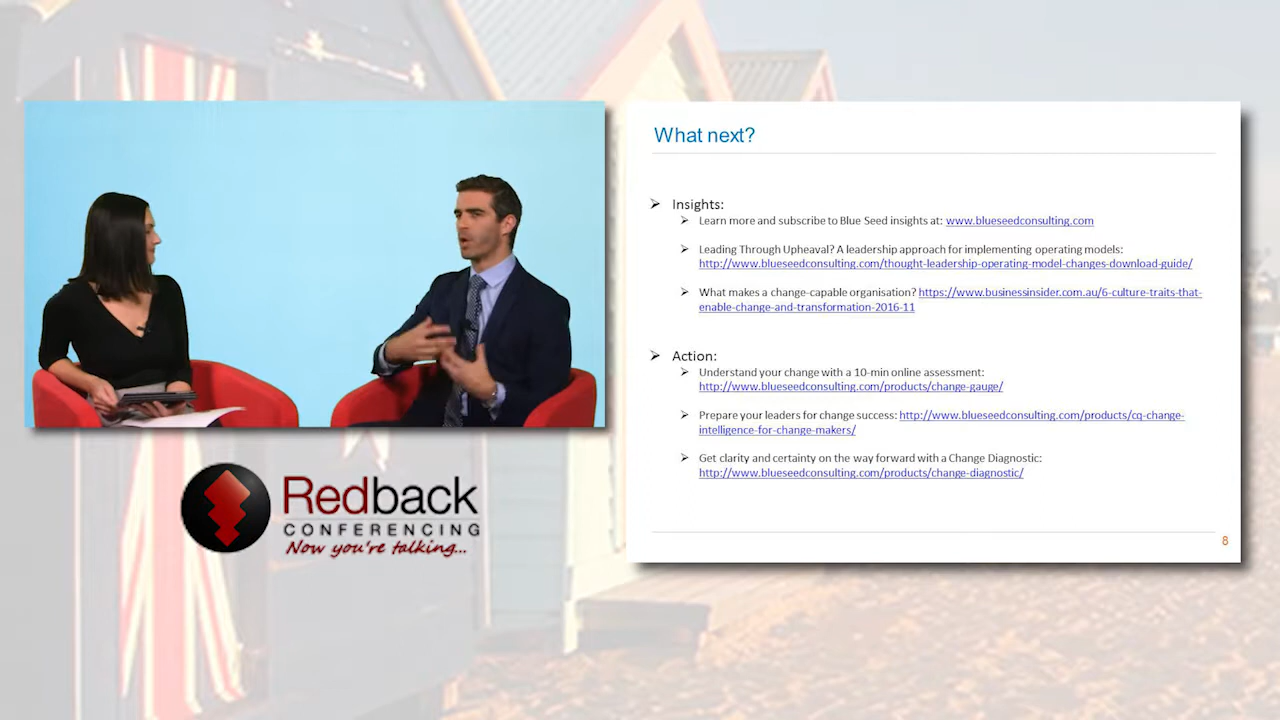 What next?
Insights:
Learn more and subscribe to Blue Seed insights at: www.blueseedconsulting.com
Leading Through Upheaval? A leadership approach for implementing operating models:
http://www.blueseedconsulting.com/thought-leadership-operating-model-changes-download-guide/
What makes a change-capable organisation? https://www.businessinsider.com.au/6-culture-traits-that-
enable-change-and-transformation-2016-11
Action:
Understand your change with a 10-min online assessment:
http://www.blueseedconsulting.com/products/change-gauge/
Prepare your leaders for change success: http://www.blueseedconsulting.com/products/cq-change-
intelligence-for-change-makers/
Get clarity and certainty on the way forward with a Change Diagnostic:
http://www.blueseedconsulting.com/products/change-diagnostic/
8
Redback
CONFERENCING
Now you're talking...